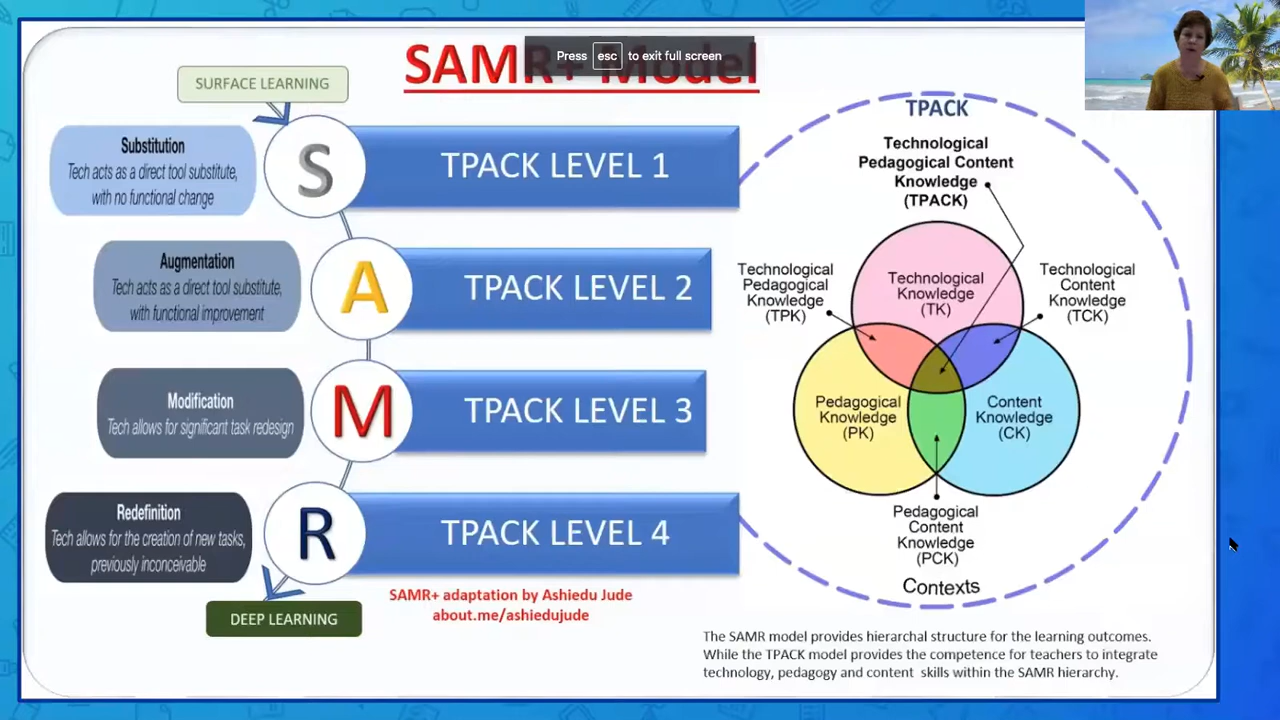 SAMR+ Model
Press esc to exit full screen
SURFACE LEARNING
Substitution
Tech acts as a direct tool substitute,
with no functional change
S
TPACK LEVEL 1
Augmentation
Tech acts as a direct tool substitute,
with functional improvement
A
TPACK LEVEL 2
Modification
Tech allows for significant task redesign
M
TPACK LEVEL 3
Redefinition
Tech allows for the creation of new tasks,
previously inconceivable
R
TPACK LEVEL 4
DEEP LEARNING
SAMR+ adaptation by Ashiedu Jude
about.me/ashiedujude
TPACK
Technological
Pedagogical Content
Knowledge
(TPACK)
Technological
Pedagogical
Knowledge
(TPK)
Technological
Knowledge
(TK)
Technological
Content
Knowledge
(TCK)
Pedagogical
Knowledge
(PK)
Content
Knowledge
(CK)
Pedagogical
Content
Knowledge
(PCK)
Contexts
The SAMR model provides hierarchal structure for the learning outcomes.
While the TPACK model provides the competence for teachers to integrate
technology, pedagogy and content skills within the SAMR hierarchy.